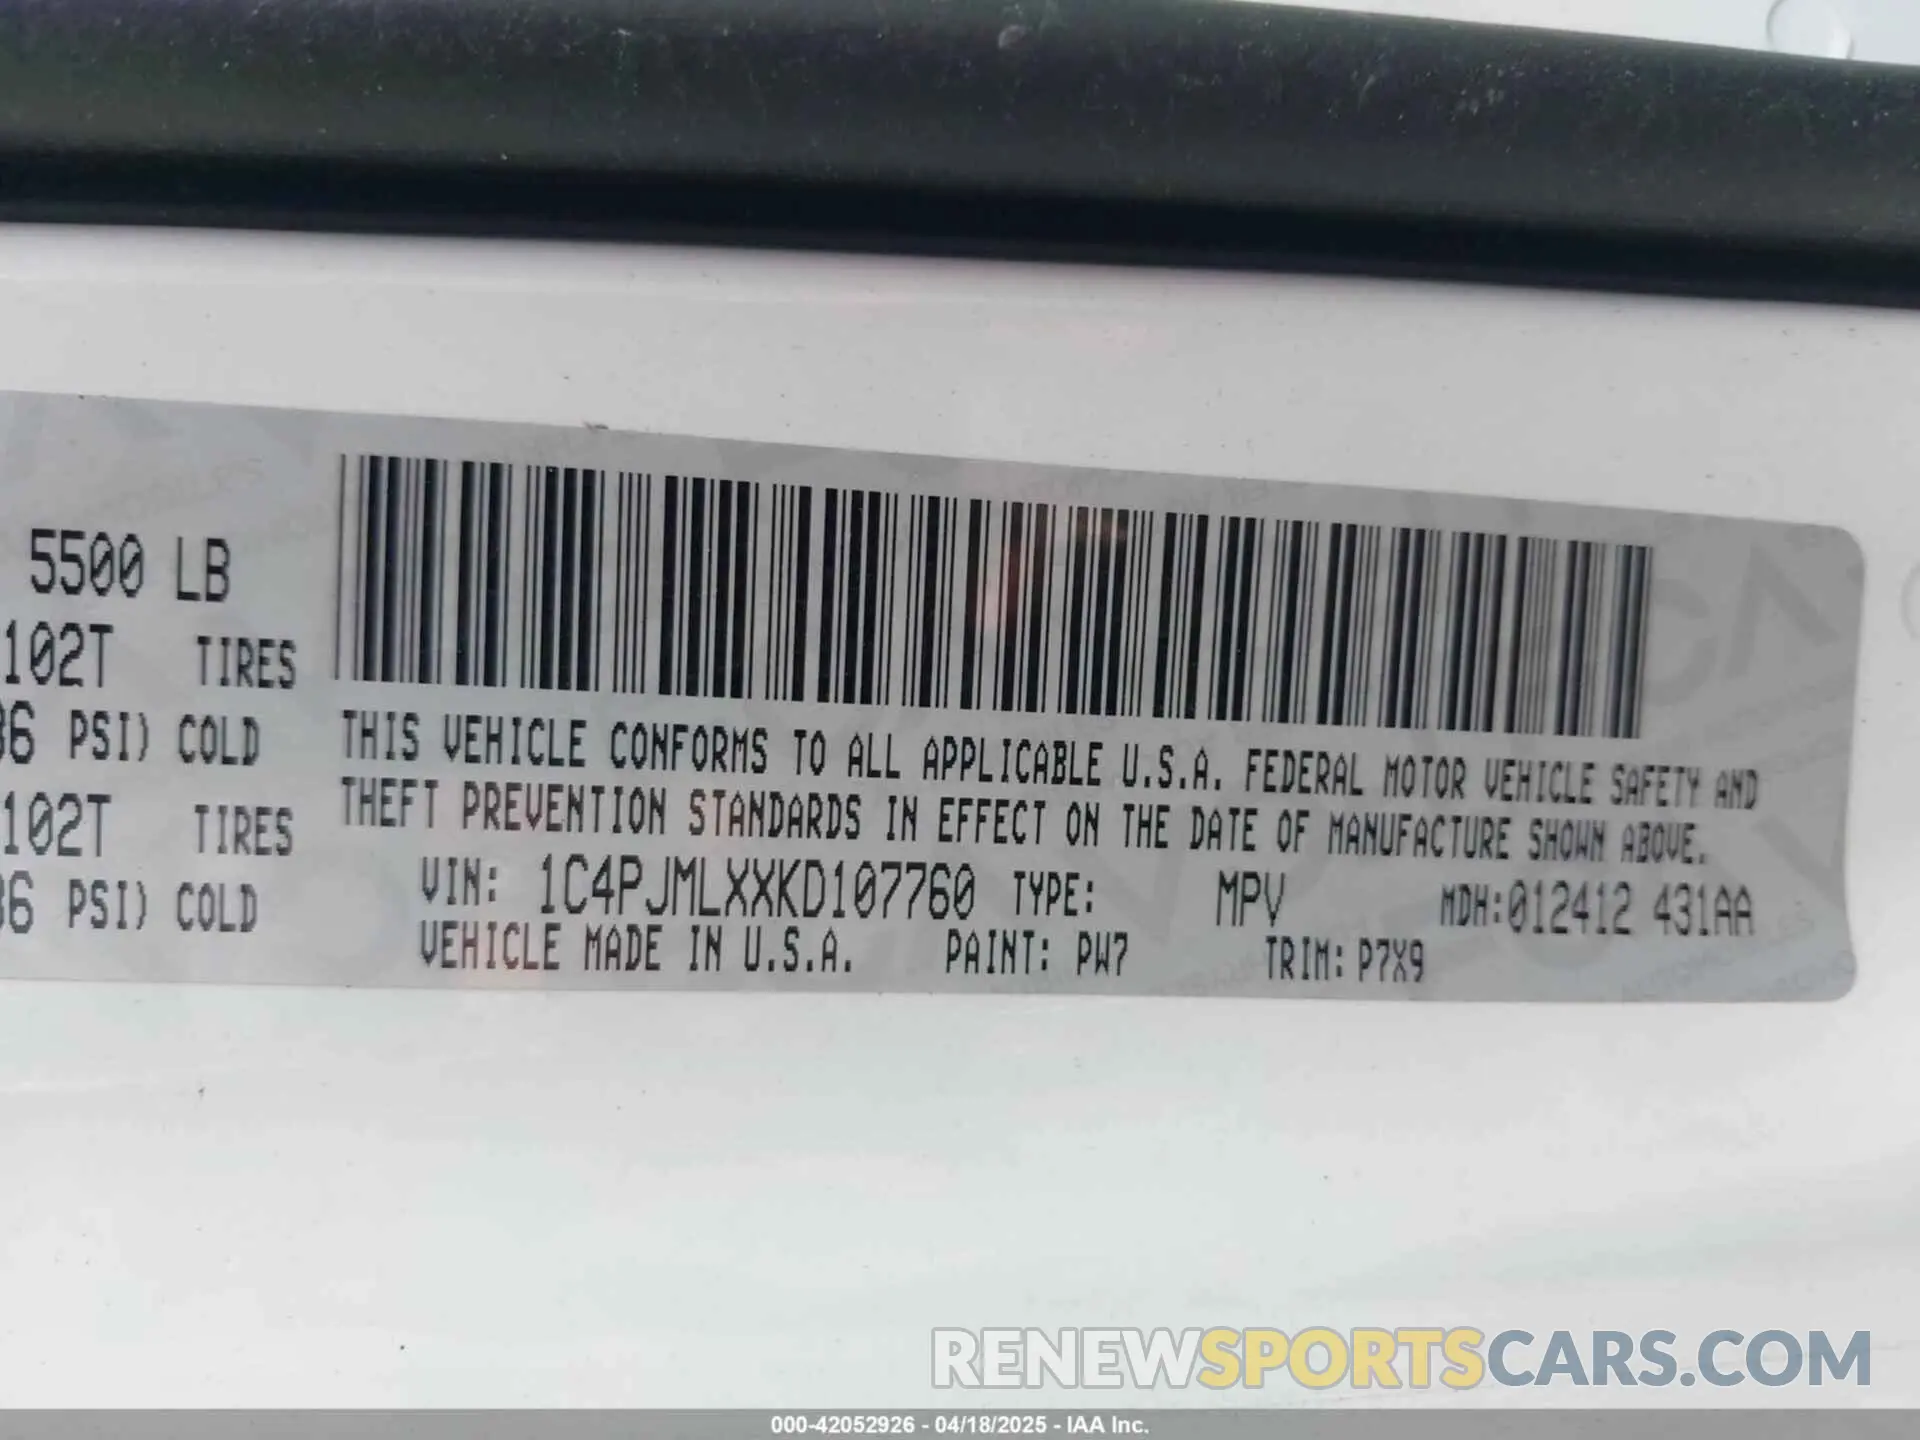 5500 LB
102T TIRES
36 PSI) COLD
102T TIRES
36 PSI) COLD
THIS VEHICLE CONFORMS TO ALL APPLICABLE U.S.A. FEDERAL MOTOR VEHICLE SAFETY AND
THEFT PREVENTION STANDARDS IN EFFECT ON THE DATE OF MANUFACTURE SHOWN ABOVE.
VIN: 1C4PJMLXXKD107760 TYPE: MPV MDH:012412 431AA
VEHICLE MADE IN U.S.A. PAINT: PW7 TRIM: P7X9
RENEWSPORTSCARS.COM
000-42052926 - 04/18/2025 - IAA Inc.